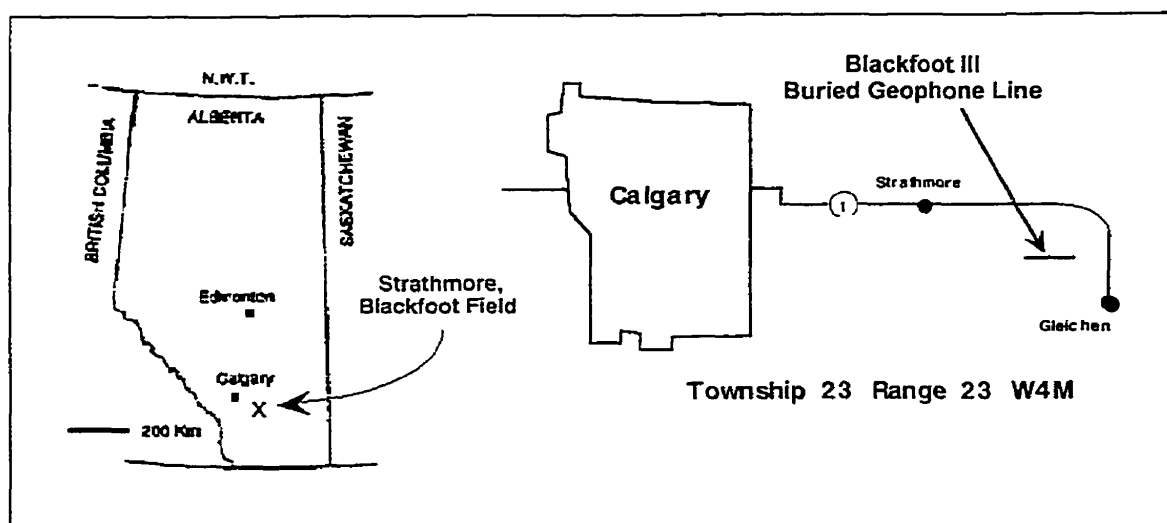 N.W.T.
ALBERTA
BRITISH COLUMBIA
SASKATCHEWAN
Edmonton
Calgary
X
200 Km
Strathmore,
Blackfoot Field
Blackfoot III
Buried Geophone Line
Calgary
1
Strathmore
Gleichen
Township 23 Range 23 W4M